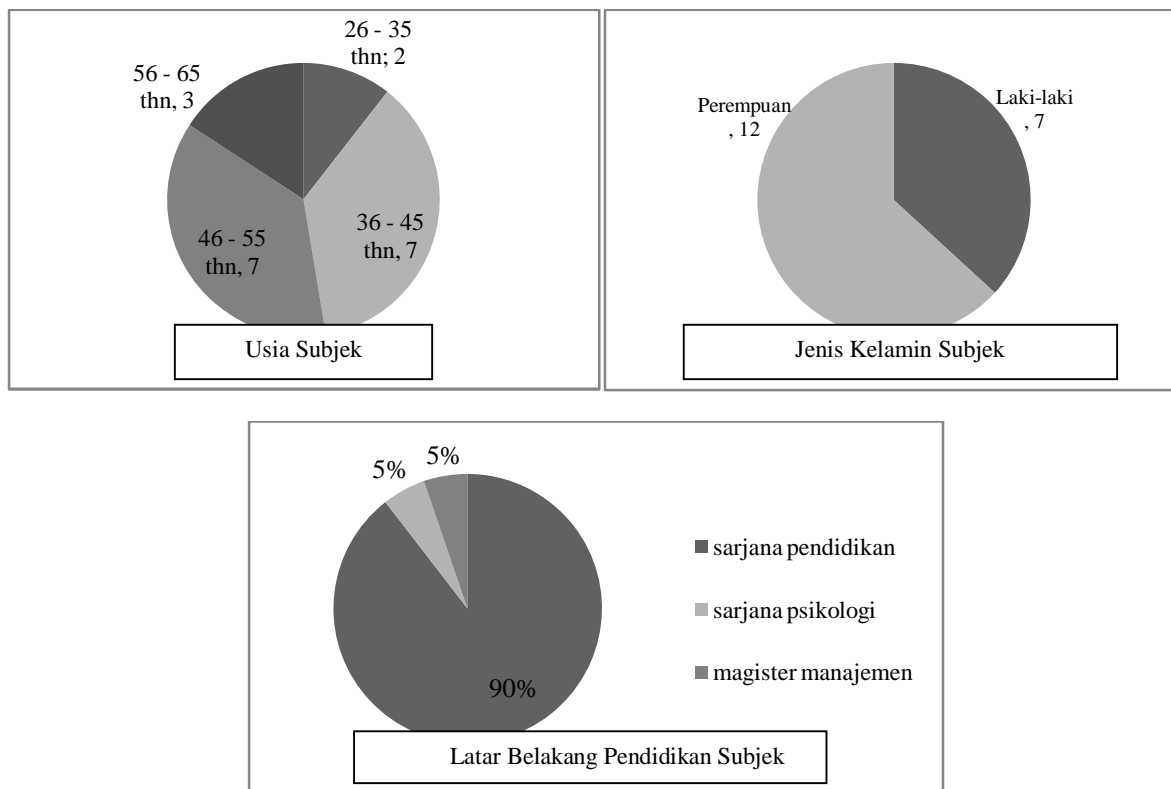 26 - 35
thn; 2
56 - 65
thn, 3
36 - 45
thn, 7
46 - 55
thn, 7
Usia Subjek
Perempuan
, 12
Laki-laki
, 7
Jenis Kelamin Subjek
5%
5%
90%
sarjana pendidikan
sarjana psikologi
magister manajemen
Latar Belakang Pendidikan Subjek